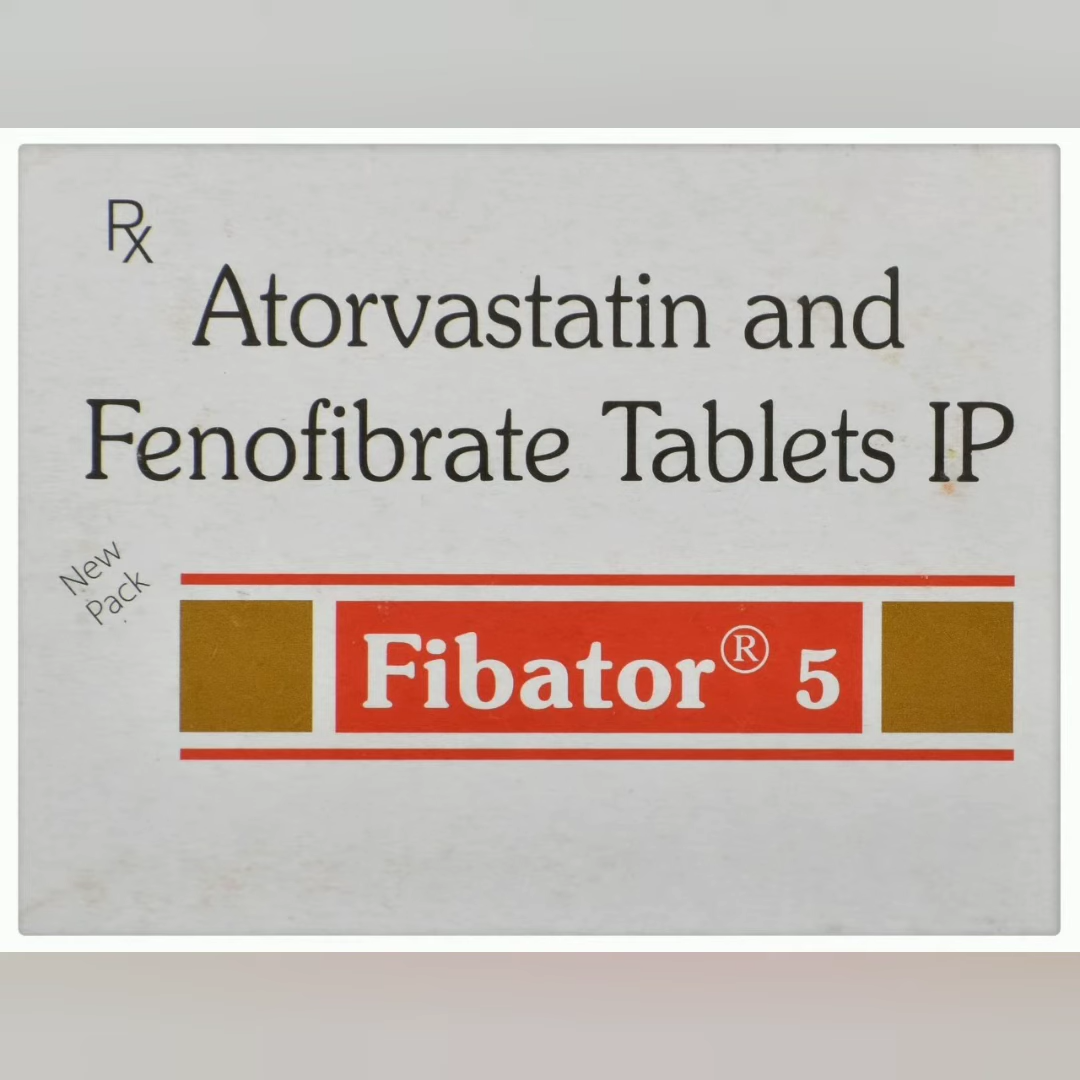 Rx
Atorvastatin and
Fenofibrate Tablets IP
New
Pack
Fibator® 5